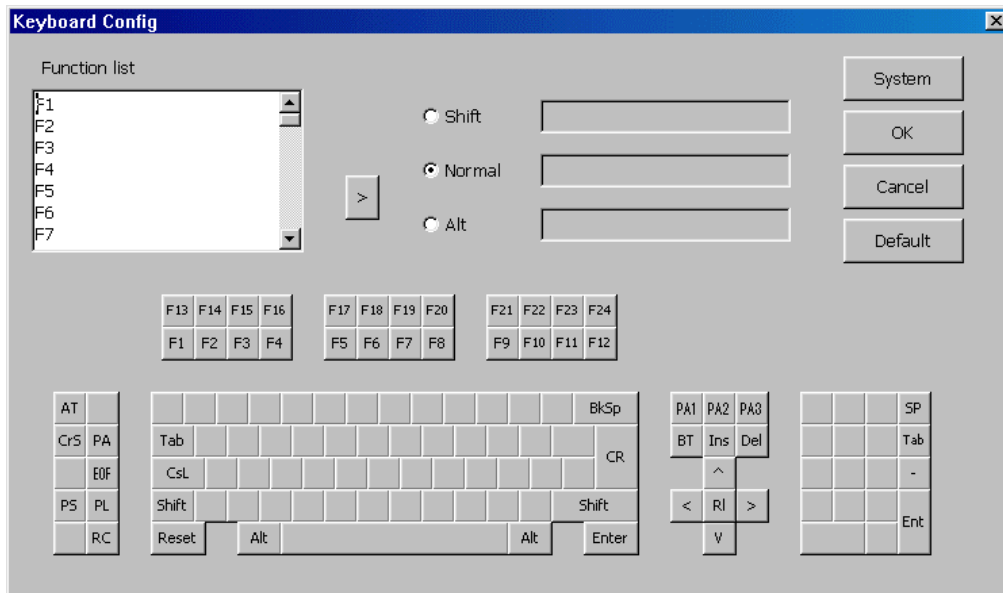 Keyboard Config
Function list
F1
F2
F3
F4
F5
F6
F7
>
Shift
Normal
Alt
System
OK
Cancel
Default
F13 F14 F15 F16 F17 F18 F19 F20 F21 F22 F23 F24
F1 F2 F3 F4 F5 F6 F7 F8 F9 F10 F11 F12
AT BkSp PA1 PA2 PA3 SP
CrS PA Tab CR BT Ins Del Tab
EOF CsL ^ -
PS PL Shift Shift < Rl > Ent
RC Reset Alt Alt Enter V